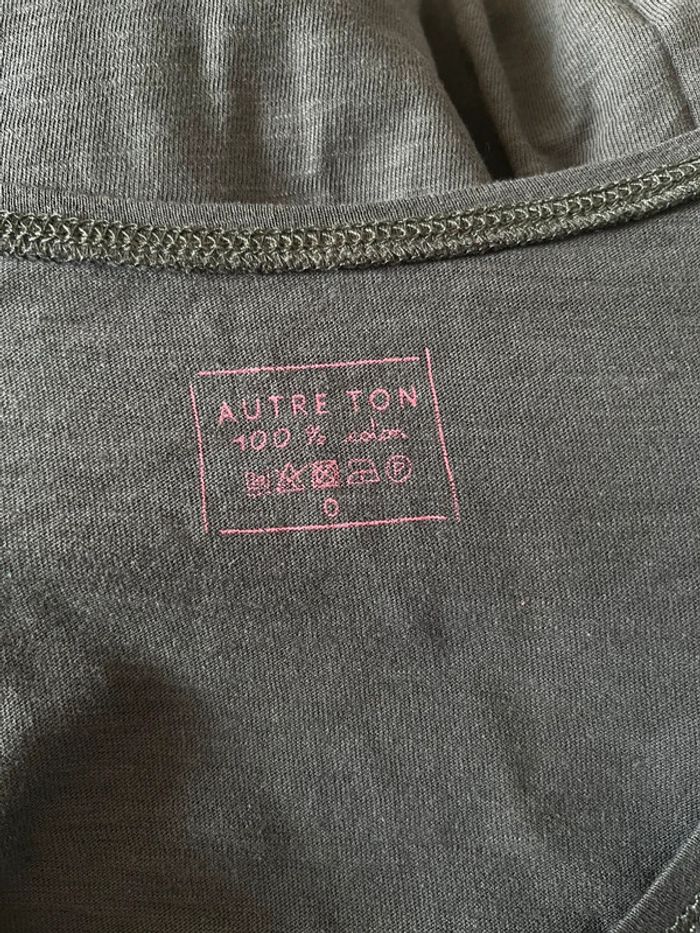 AUTRE TON
100 % coton
P
0